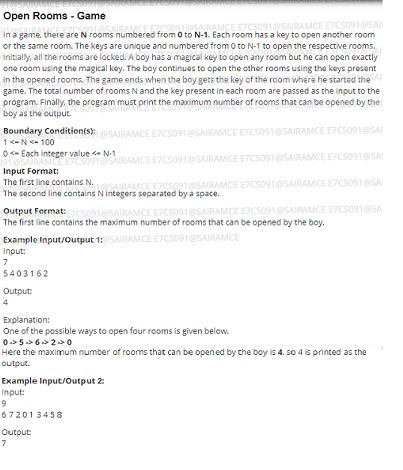 Open Rooms - Game
In a game, there are N rooms numbered from 0 to N-1. Each room has a key to open another room
or the same room. The keys are unique and numbered from 0 to N-1 to open the respective rooms.
Initially, all the rooms are locked. A boy has a magical key to open any room but he can open exactly
one room using the magical key. The boy continues to open the other rooms using the keys present
in the opened rooms. The game ends when the boy gets the key of the room where he started the
game. The total number of rooms N and the key present in each room are passed as the input to the
program. Finally, the program must print the maximum number of rooms that can be opened by the
boy as the output.
Boundary Condition(s):
1 <= N <= 100
0 <= Each integer value <= N-1
Input Format:
The first line contains N.
The second line contains N integers separated by a space.
Output Format:
The first line contains the maximum number of rooms that can be opened by the boy.
Example Input/Output 1:
Input:
7
5 4 0 3 1 6 2
Output:
4
Explanation:
One of the possible ways to open four rooms is given below.
0 -> 5 -> 6 -> 2 -> 0
Here the maximum number of rooms that can be opened by the boy is 4, so 4 is printed as the
output.
Example Input/Output 2:
Input:
9
6 7 2 0 1 3 4 5 8
Output:
7